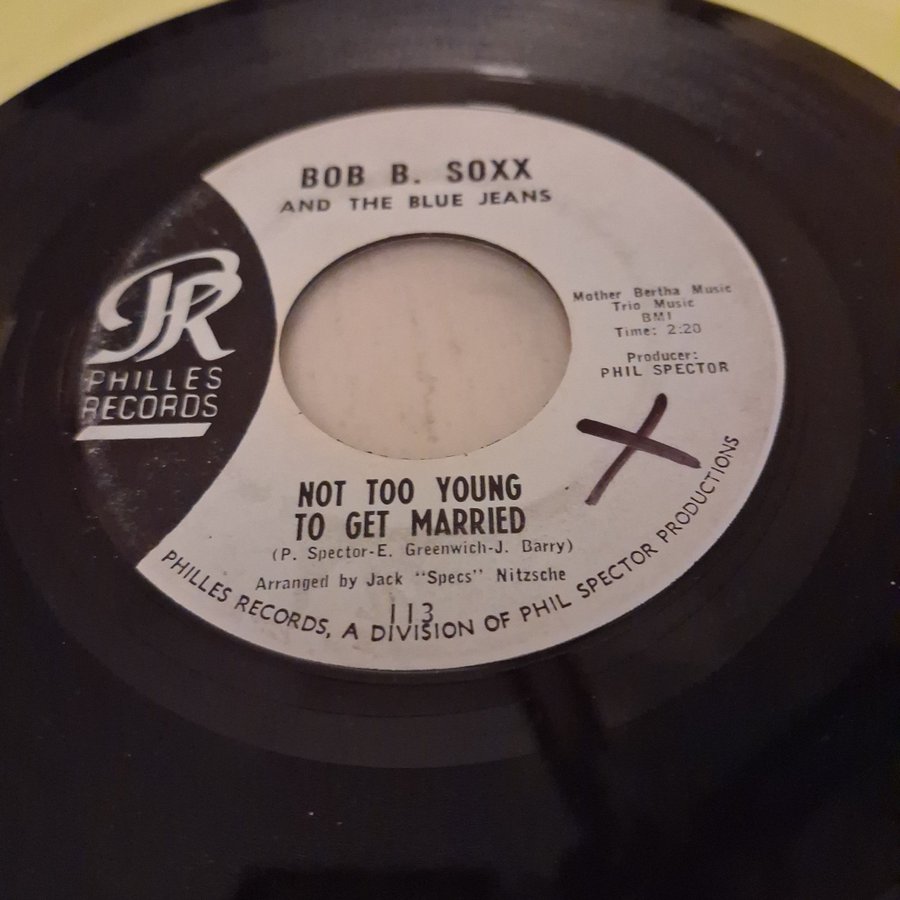 BOB B. SOXX
AND THE BLUE JEANS
Mother Bertha Music
Trio Music
BMI
Time: 2:20
Producer:
PHIL SPECTOR
PR
PHILLES
RECORDS
X
NOT TOO YOUNG
TO GET MARRIED
(P. Spector-E. Greenwich-J. Barry)
Arranged by Jack "Specs" Nitzsche
113
PHILLES RECORDS, A DIVISION OF PHIL SPECTOR PRODUCTIONS